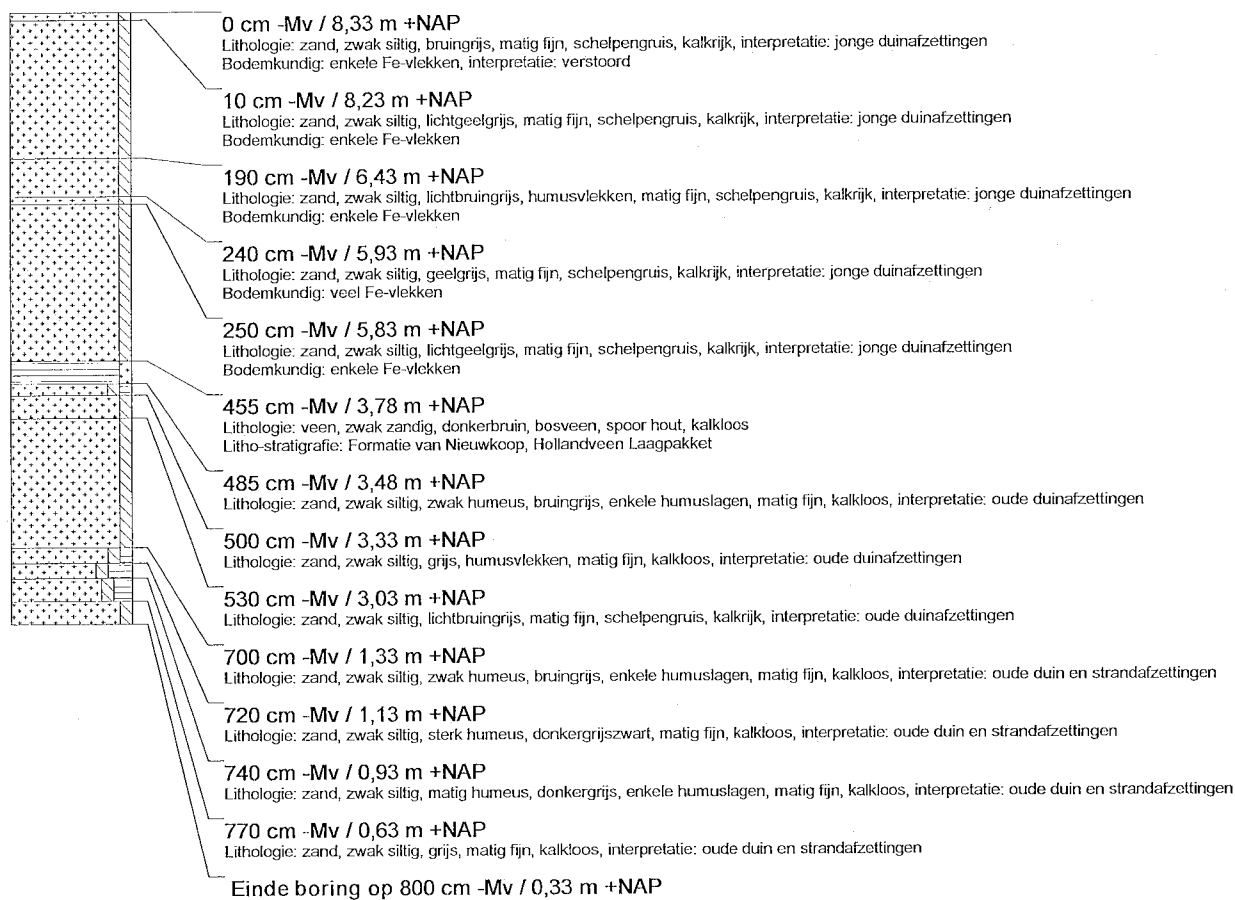 0 cm -Mv / 8,33 m +NAP
Lithologie: zand, zwak siltig, bruingrijs, matig fijn, schelpengruis, kalkrijk, interpretatie: jonge duinafzettingen
Bodemkundig: enkele Fe-vlekken, interpretatie: verstoord
10 cm -Mv / 8,23 m +NAP
Lithologie: zand, zwak siltig, lichtgeelgrijs, matig fijn, schelpengruis, kalkrijk, interpretatie: jonge duinafzettingen
Bodemkundig: enkele Fe-vlekken
190 cm -Mv / 6,43 m +NAP
Lithologie: zand, zwak siltig, lichtbruingrijs, humusvlekken, matig fijn, schelpengruis, kalkrijk, interpretatie: jonge duinafzettingen
Bodemkundig: enkele Fe-vlekken
240 cm -Mv / 5,93 m +NAP
Lithologie: zand, zwak siltig, geelgrijs, matig fijn, schelpengruis, kalkrijk, interpretatie: jonge duinafzettingen
Bodemkundig: veel Fe-vlekken
250 cm -Mv / 5,83 m +NAP
Lithologie: zand, zwak siltig, lichtgeelgrijs, matig fijn, schelpengruis, kalkrijk, interpretatie: jonge duinafzettingen
Bodemkundig: enkele Fe-vlekken
455 cm -Mv / 3,78 m +NAP
Lithologie: veen, zwak zandig, donkerbruin, bosveen, spoor hout, kalkloos
Litho-stratigrafie: Formatie van Nieuwkoop, Hollandveen Laagpakket
485 cm -Mv / 3,48 m +NAP
Lithologie: zand, zwak siltig, zwak humeus, bruingrijs, enkele humuslagen, matig fijn, kalkloos, interpretatie: oude duinafzettingen
500 cm -Mv / 3,33 m +NAP
Lithologie: zand, zwak siltig, grijs, humusvlekken, matig fijn, kalkloos, interpretatie: oude duinafzettingen
530 cm -Mv / 3,03 m +NAP
Lithologie: zand, zwak siltig, lichtbruingrijs, matig fijn, schelpengruis, kalkrijk, interpretatie: oude duinafzettingen
700 cm -Mv / 1,33 m +NAP
Lithologie: zand, zwak siltig, zwak humeus, bruingrijs, enkele humuslagen, matig fijn, kalkloos, interpretatie: oude duin en strandafzettingen
720 cm -Mv / 1,13 m +NAP
Lithologie: zand, zwak siltig, sterk humeus, donkergrijszwart, matig fijn, kalkloos, interpretatie: oude duin en strandafzettingen
740 cm -Mv / 0,93 m +NAP
Lithologie: zand, zwak siltig, matig humeus, donkergrijs, enkele humuslagen, matig fijn, kalkloos, interpretatie: oude duin en strandafzettingen
770 cm -Mv / 0,63 m +NAP
Lithologie: zand, zwak siltig, grijs, matig fijn, kalkloos, interpretatie: oude duin en strandafzettingen
Einde boring op 800 cm -Mv / 0,33 m +NAP